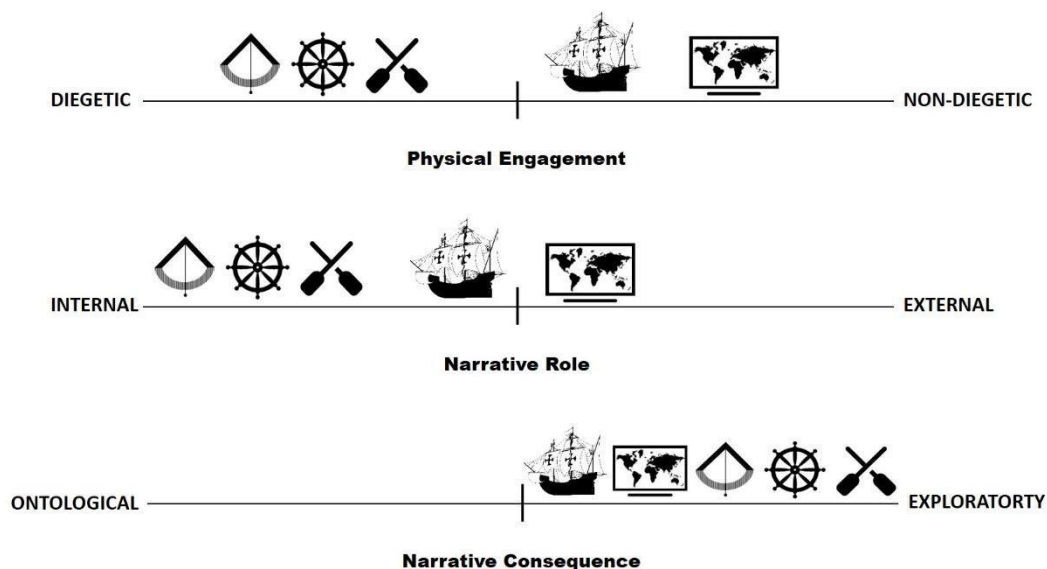 DIEGETIC NON-DIEGETIC
Physical Engagement
INTERNAL EXTERNAL
Narrative Role
ONTOLOGICAL EXPLORATORTY
Narrative Consequence